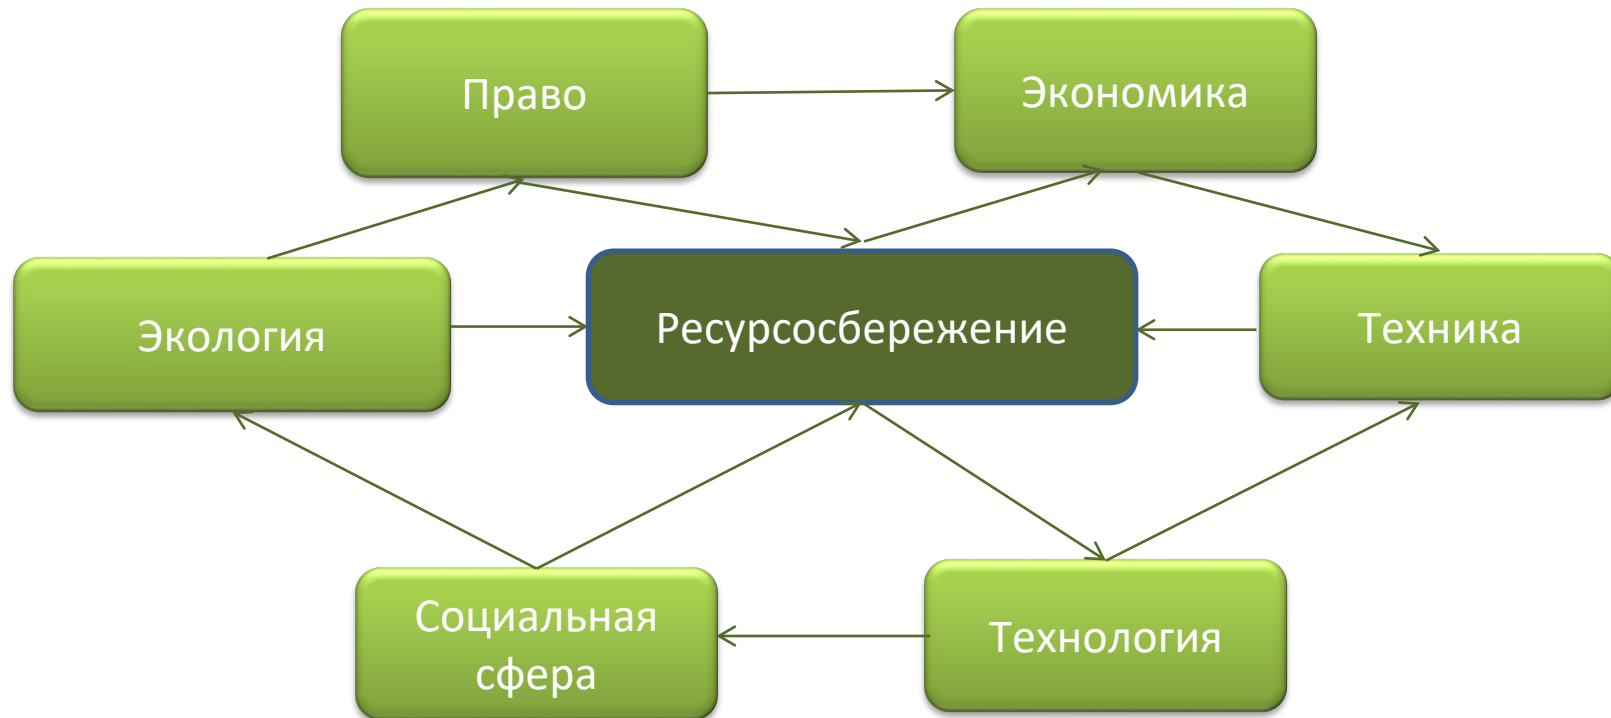 Право
Экономика
Экология
Ресурсосбережение
Техника
Социальная
сфера
Технология